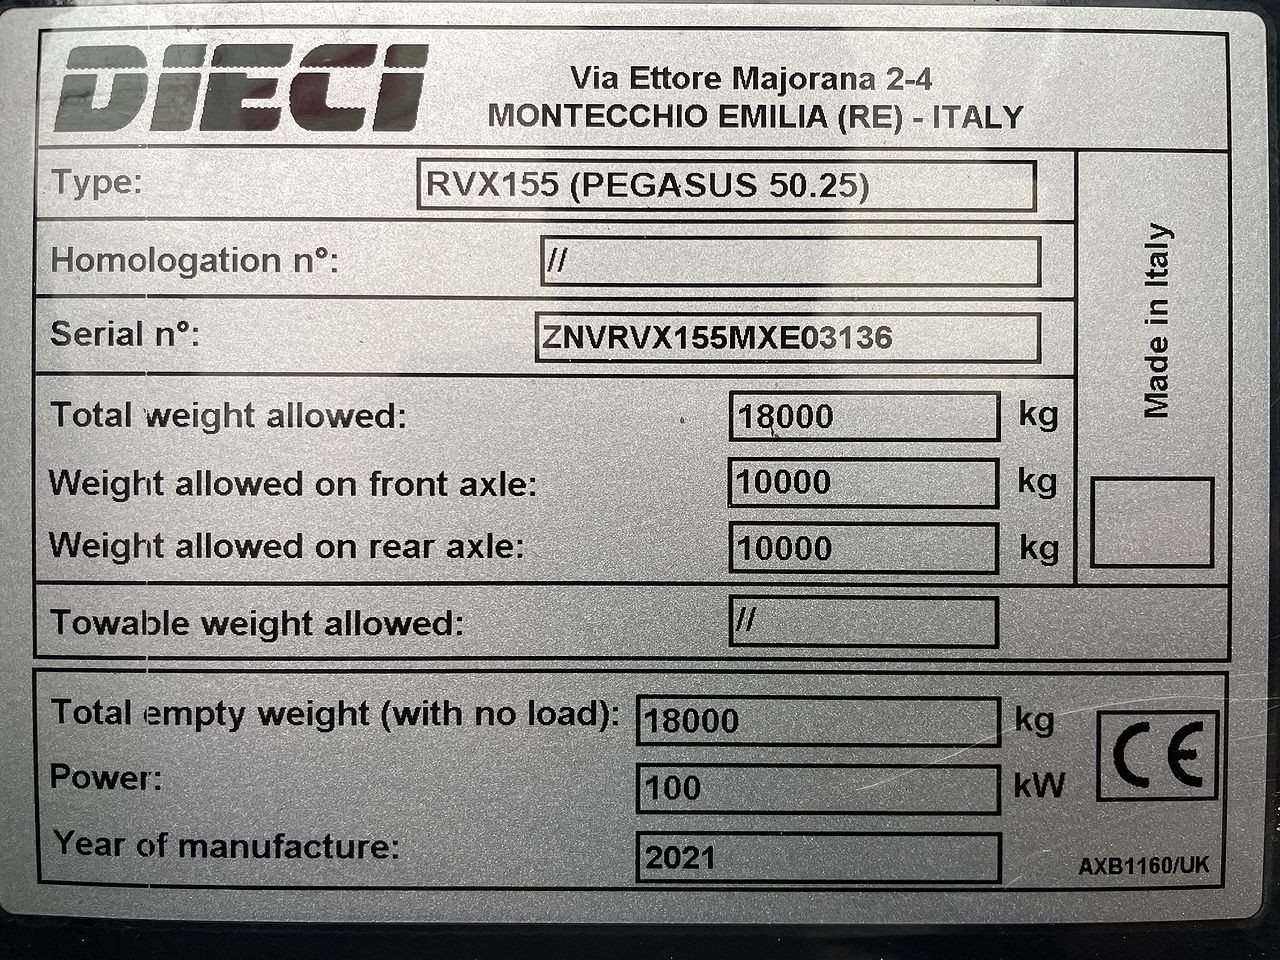 DIECI
Via Ettore Majorana 2-4
MONTECCHIO EMILIA (RE) - ITALY
Type: RVX155 (PEGASUS 50.25)
Homologation n°: //
Serial n°: ZNVRVX155MXE03136
Made in Italy
Total weight allowed: 18000 kg
Weight allowed on front axle: 10000 kg
Weight allowed on rear axle: 10000 kg
Towable weight allowed: //
Total empty weight (with no load): 18000 kg
Power: 100 kW
CE
Year of manufacture: 2021
AXB1160/UK